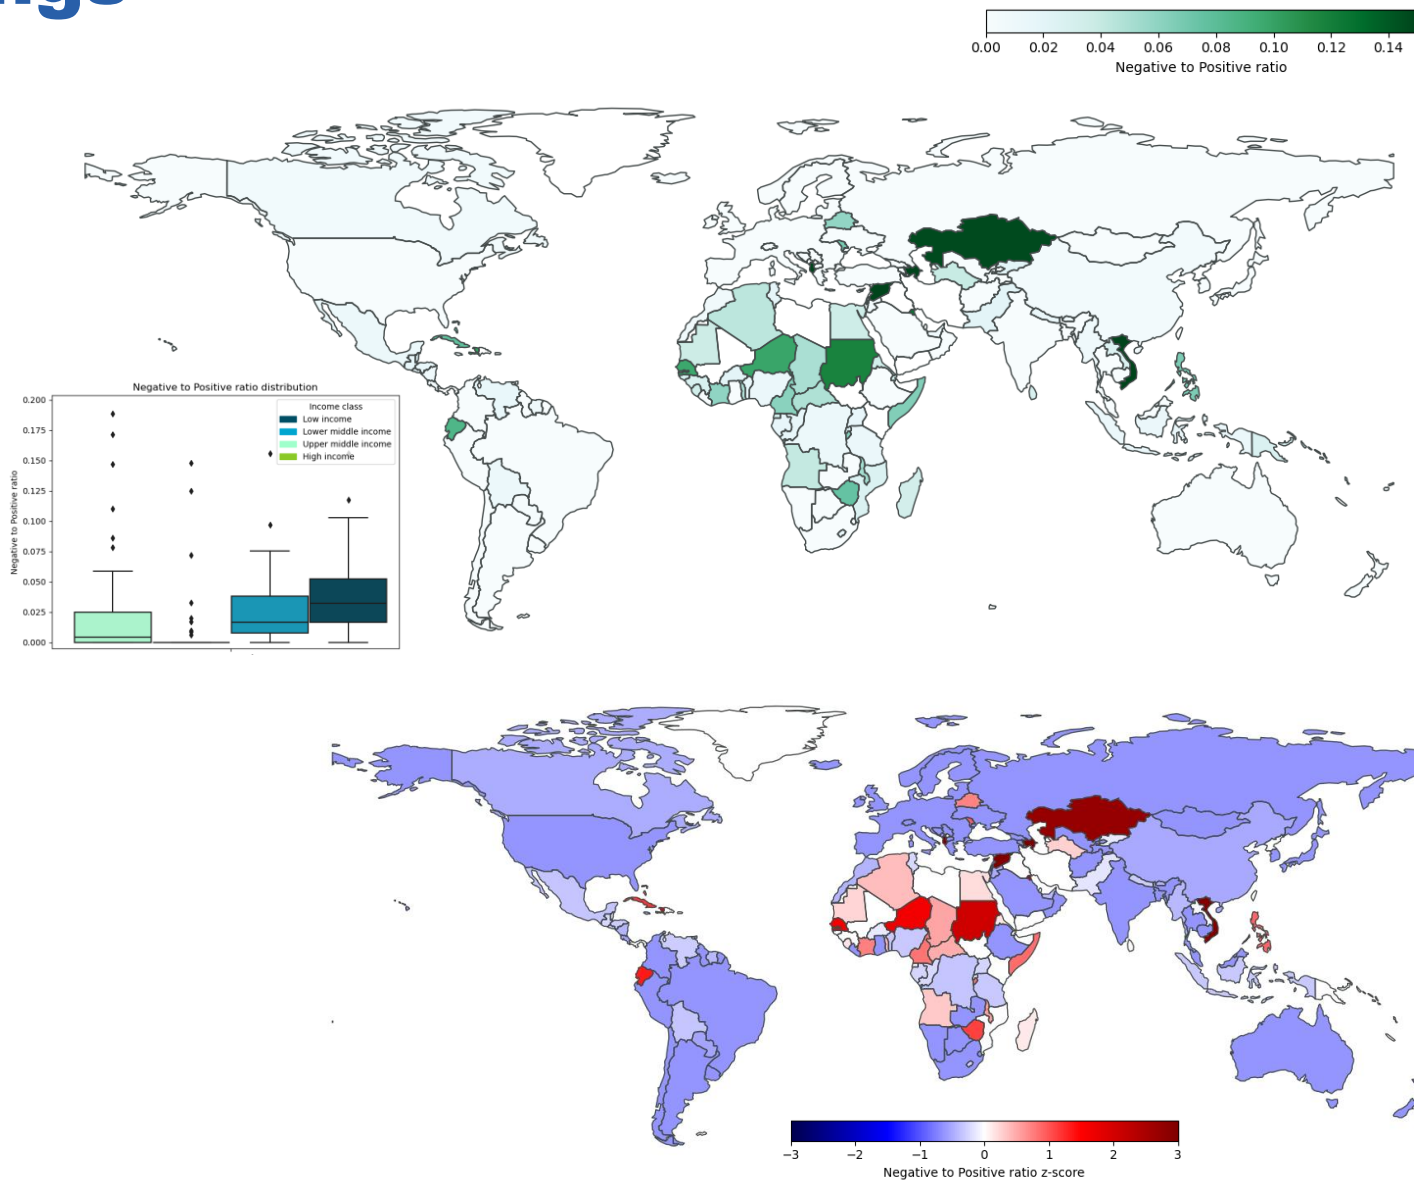 0.00 0.02 0.04 0.06 0.08 0.10 0.12 0.14
Negative to Positive ratio
Negative to Positive ratio distribution
Income class
Low income
Lower middle income
Upper middle income
High income
Negative to Positive ratio
0.200
0.175
0.150
0.125
0.100
0.075
0.050
0.025
0.000
−3 −2 −1 0 1 2 3
Negative to Positive ratio z-score